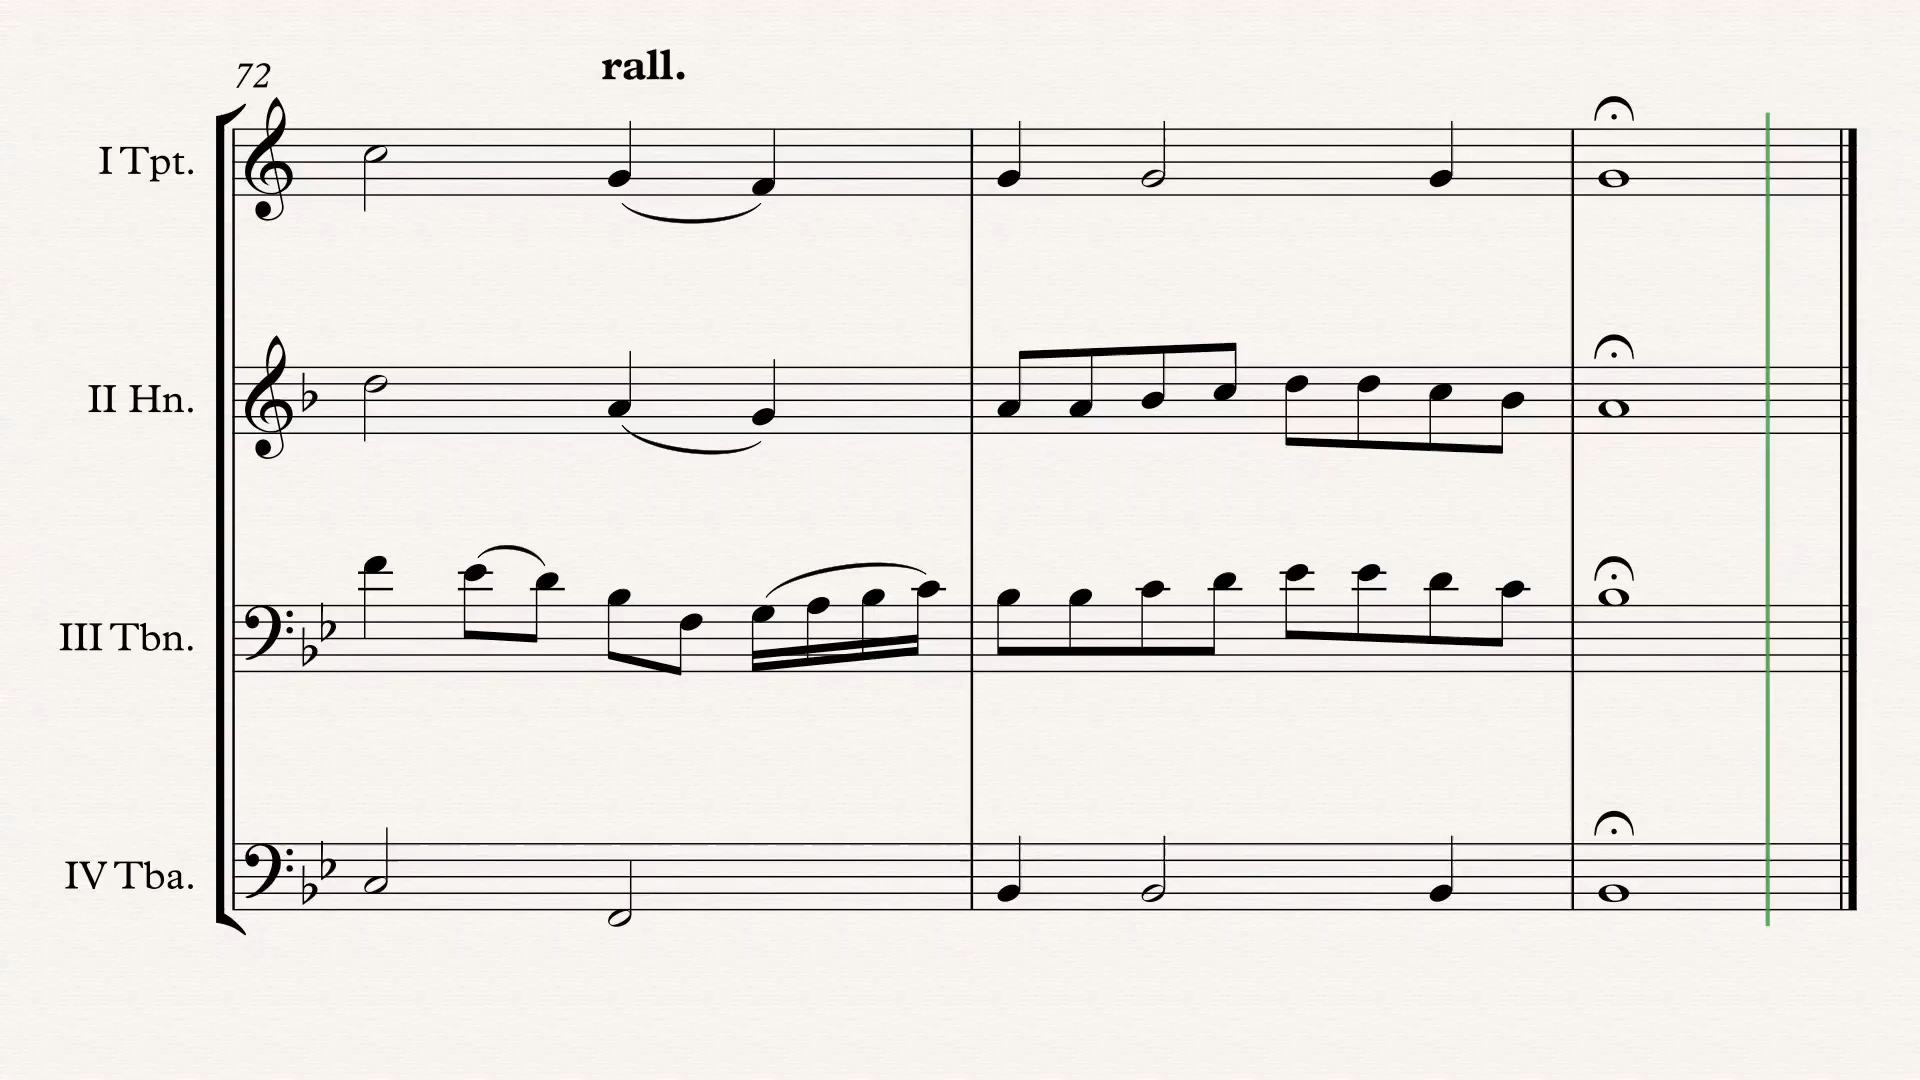 72
rall.
I Tpt.
II Hn.
III Tbn.
IV Tba.